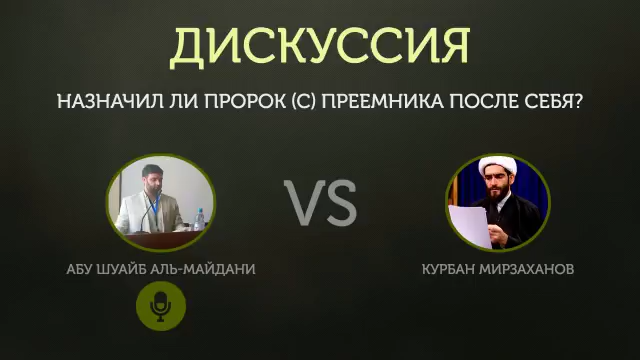 ДИСКУССИЯ
НАЗНАЧИЛ ЛИ ПРОРОК (С) ПРЕЕМНИКА ПОСЛЕ СЕБЯ?
VS
АБУ ШУАЙБ АЛЬ-МАЙДАНИ
КУРБАН МИРЗАХАНОВ